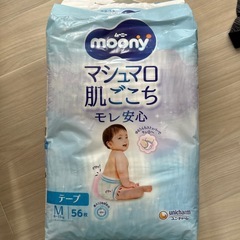 ムーニー
moony
マシュマロ
肌ごこち
モレ安心
テープ
M
56枚
unicharm
ユニ・チャーム